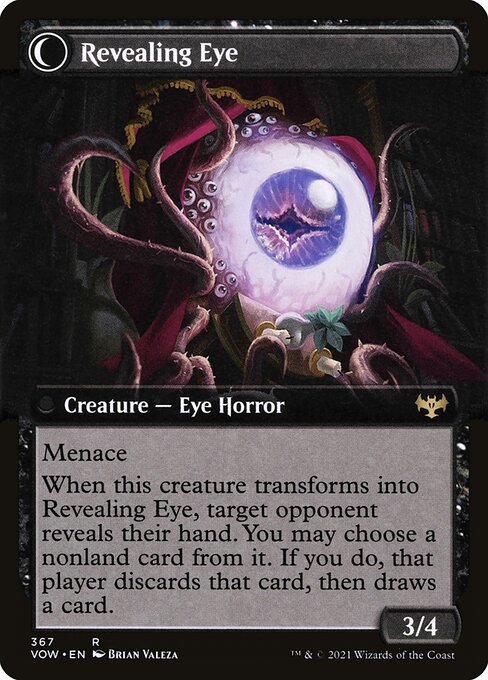 Revealing Eye
Creature — Eye Horror
Menace
When this creature transforms into
Revealing Eye, target opponent
reveals their hand. You may choose a
nonland card from it. If you do, that
player discards that card, then draws
a card.
3/4
367 R
VOW • EN Brian Valeza
™ & © 2021 Wizards of the Coast